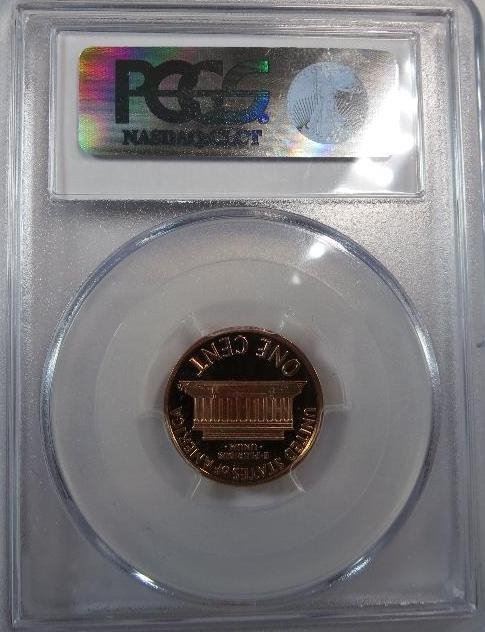 PCGS
NASDAQ:CLCT
UNITED STATES OF AMERICA
E·PLURIBUS
·UNUM·
ONE CENT